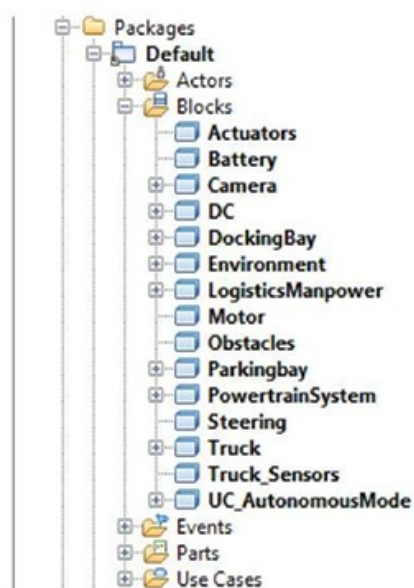 Packages
Default
Actors
Blocks
Actuators
Battery
Camera
DC
DockingBay
Environment
LogisticsManpower
Motor
Obstacles
Parkingbay
PowertrainSystem
Steering
Truck
Truck_Sensors
UC_AutonomousMode
Events
Parts
Use Cases